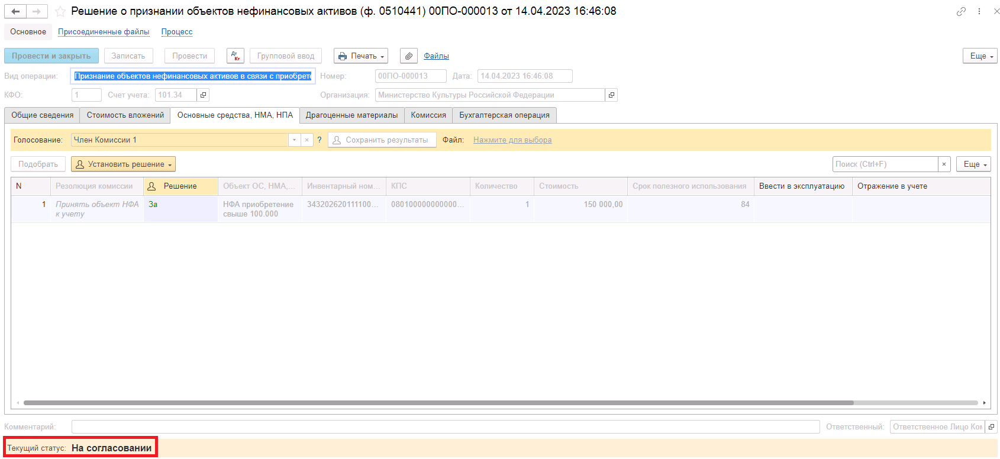 Решение о признании объектов нефинансовых активов (ф. 0510441) 00ПО-000013 от 14.04.2023 16:46:08
Основное Присоединенные файлы Процесс
Провести и закрыть Записать Провести Дт Кт Групповой ввод Печать Файлы Еще
Вид операции: Признание объектов нефинансовых активов в связи с приобрете Номер: 00ПО-000013 Дата: 14.04.2023 16:46:08
КФО: 1 Счет учета: 101.34 Организация: Министерство Культуры Российской Федерации
Общие сведения Стоимость вложений Основные средства, НМА, НПА Драгоценные материалы Комиссия Бухгалтерская операция
Голосование: Член Комиссии 1 ? Сохранить результаты Файл: Нажмите для выбора
Подобрать Установить решение Поиск (Ctrl+F) × Еще
N Резолюция комиссии Решение Объект ОС, НМА,... Инвентарный ном... КПС Количество Стоимость Срок полезного использования Ввести в эксплуатацию Отражение в учете
1 Принять объект НФА За НФА приобретение 343202620111100... 080100000000000... 1 150 000,00 84
к учету свыше 100.000
Комментарий: Ответственный: Ответственное Лицо Ком
Текущий статус: На согласовании